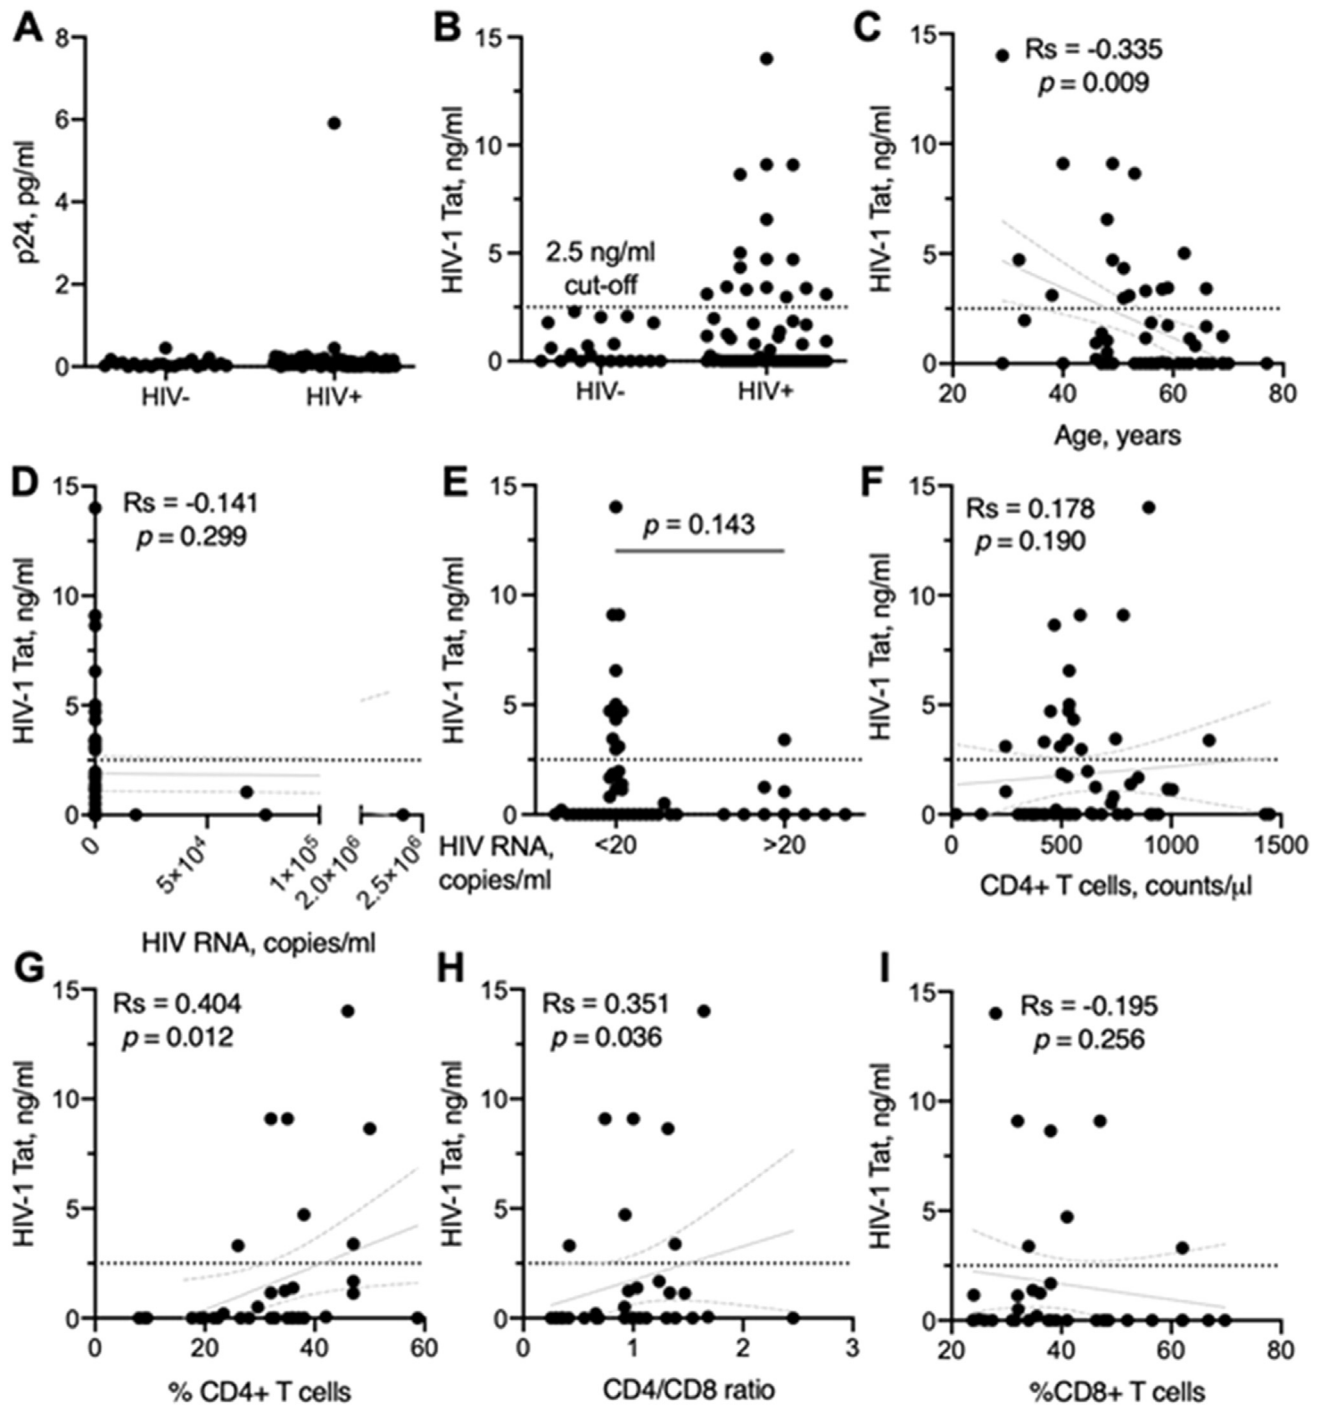 A
8
6
4
2
0
p24, pg/ml
HIV-
HIV+
B
15
10
5
0
HIV-1 Tat, ng/ml
2.5 ng/ml
cut-off
HIV-
HIV+
C
15
10
5
0
HIV-1 Tat, ng/ml
Rs = -0.335
p = 0.009
20 40 60 80
Age, years
D
15
10
5
0
HIV-1 Tat, ng/ml
Rs = -0.141
p = 0.299
0 5×10⁴ 1×10⁵ 2.0×10⁶ 2.5×10⁶
HIV RNA, copies/ml
E
15
10
5
0
HIV-1 Tat, ng/ml
p = 0.143
HIV RNA, <20 >20
copies/ml
F
15
10
5
0
HIV-1 Tat, ng/ml
Rs = 0.178
p = 0.190
0 500 1000 1500
CD4+ T cells, counts/μl
G
15
10
5
0
HIV-1 Tat, ng/ml
Rs = 0.404
p = 0.012
0 20 40 60
% CD4+ T cells
H
15
10
5
0
HIV-1 Tat, ng/ml
Rs = 0.351
p = 0.036
0 1 2 3
CD4/CD8 ratio
I
15
10
5
0
HIV-1 Tat, ng/ml
Rs = -0.195
p = 0.256
20 40 60 80
%CD8+ T cells